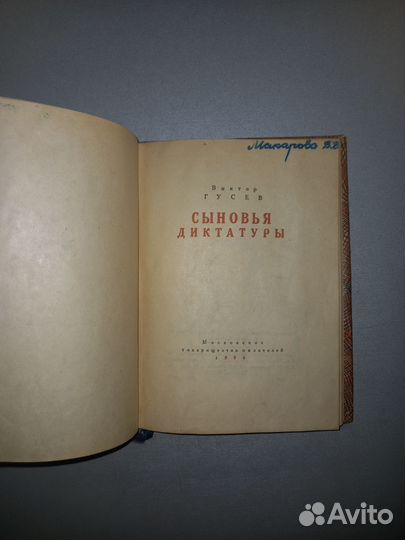 Макарова В.В.
Виктор
ГУСЕВ
СЫНОВЬЯ
ДИКТАТУРЫ
Московское
товарищество писателей
Avito